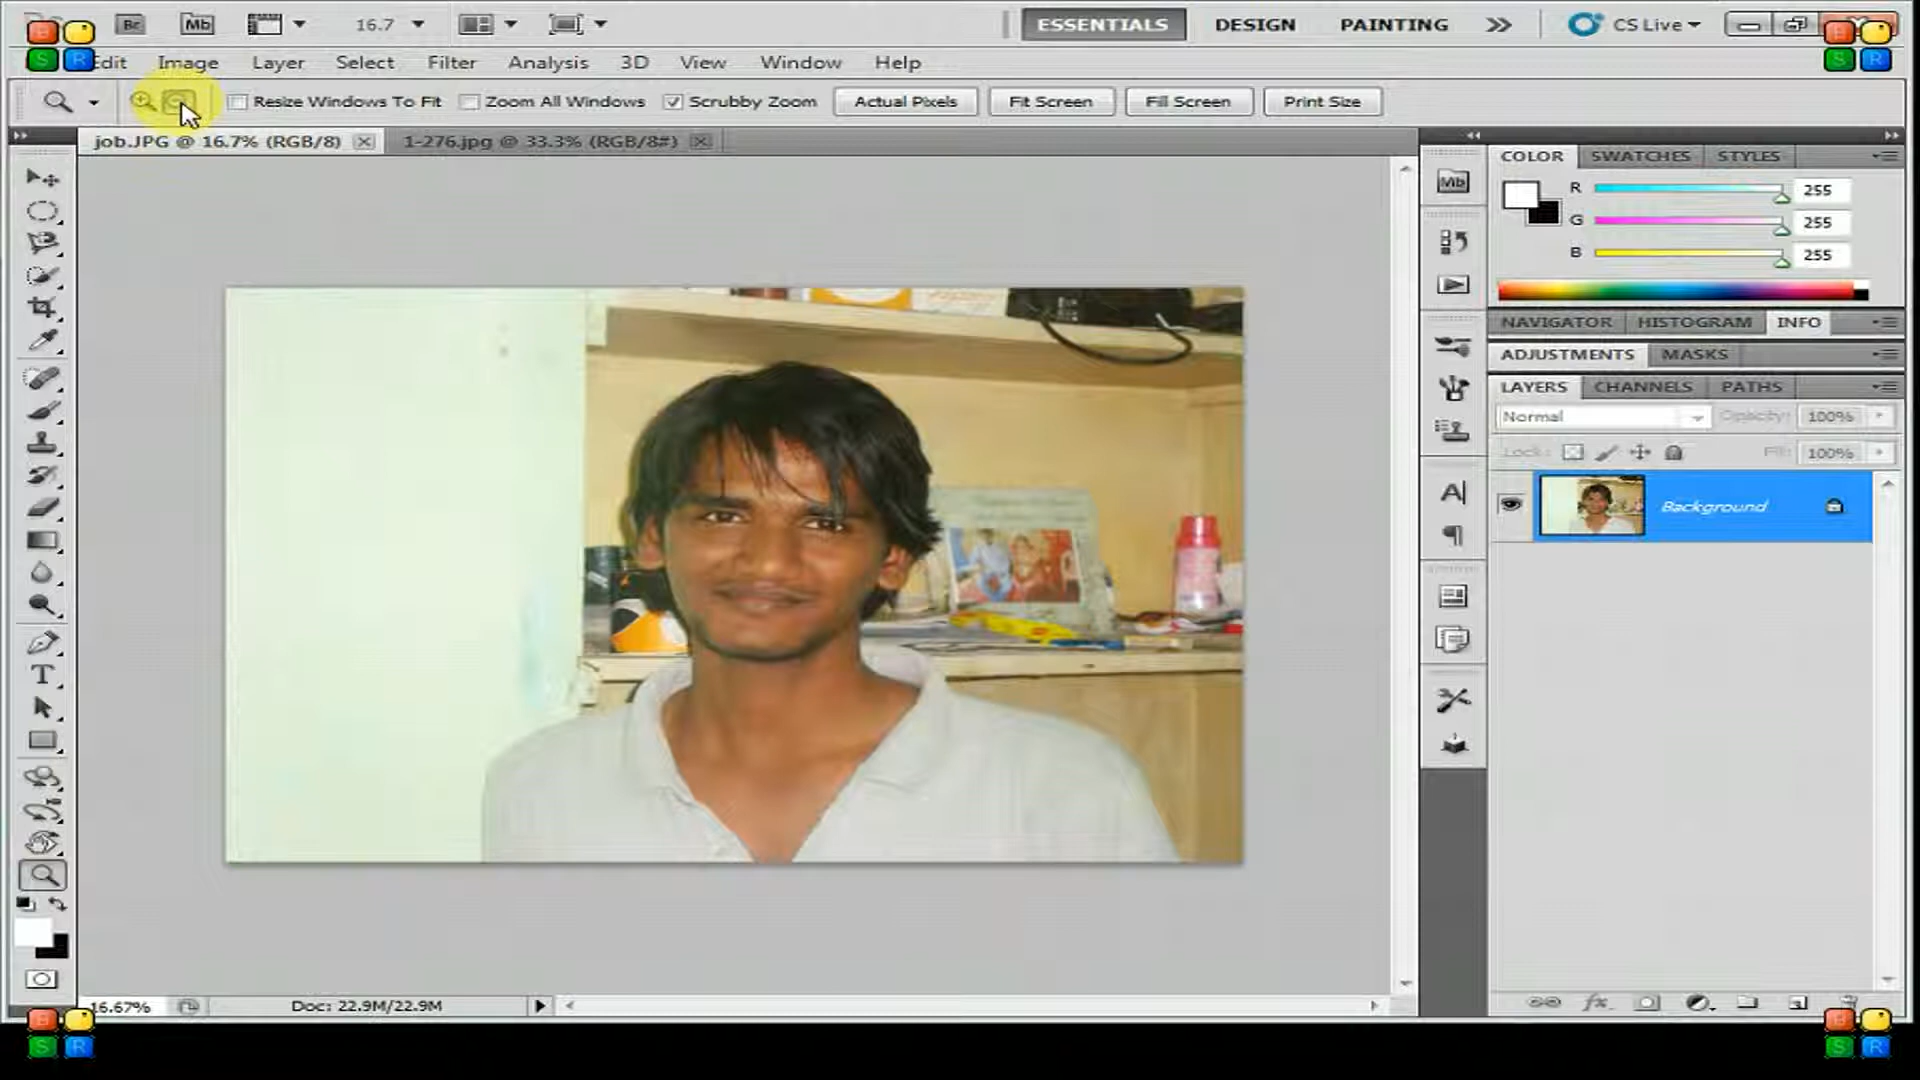 Br Mb 16.7 ESSENTIALS DESIGN PAINTING CS Live
Edit Image Layer Select Filter Analysis 3D View Window Help
Resize Windows To Fit Zoom All Windows Scrubby Zoom Actual Pixels Fit Screen Fill Screen Print Size
job.JPG @ 16.7% (RGB/8) 1-276.jpg @ 33.3% (RGB/8#)
COLOR SWATCHES STYLES
Mb
R 255
G 255
B 255
NAVIGATOR HISTOGRAM INFO
ADJUSTMENTS MASKS
LAYERS CHANNELS PATHS
Normal Opacity: 100%
Lock: Fill: 100%
Background
16.67% Doc: 22.9M/22.9M
B
S R
B
S R
B
S R
B
S R